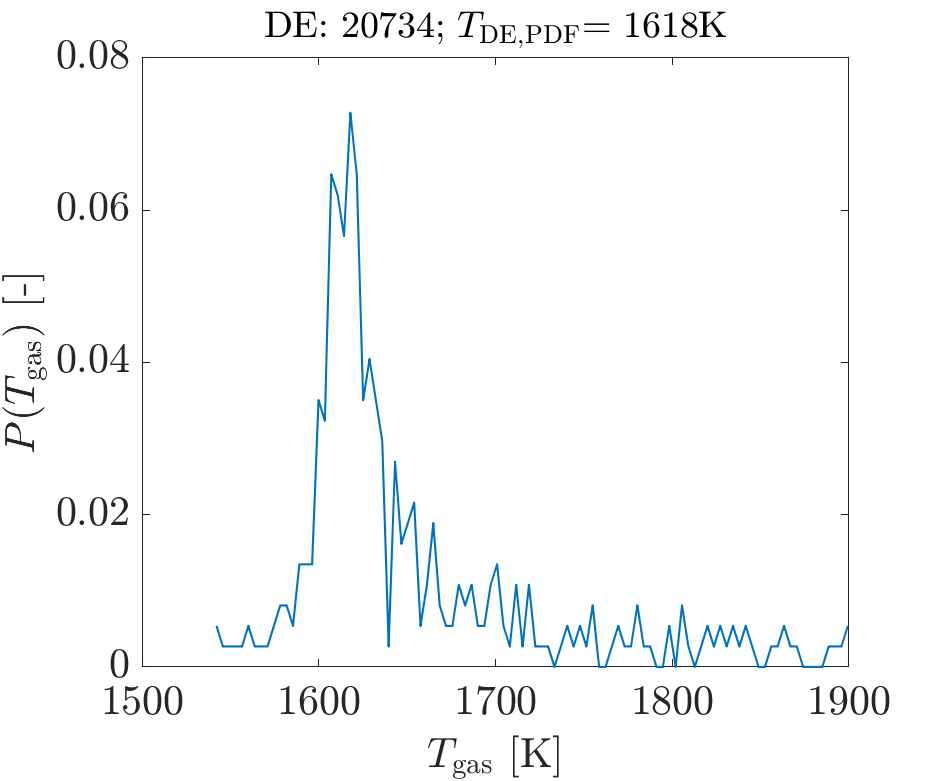 DE: 20734; T_DE,PDF= 1618K
0.08
0.06
0.04
0.02
0
P(T_gas) [-]
1500 1600 1700 1800 1900
T_gas [K]